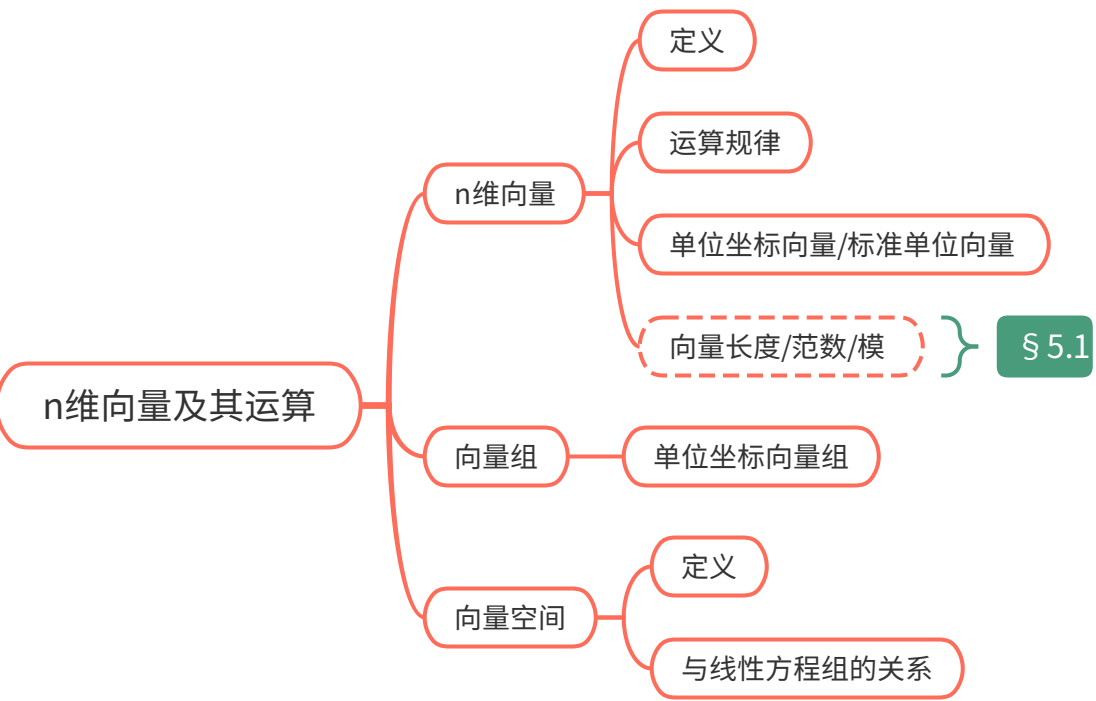 n维向量及其运算
n维向量
定义
运算规律
单位坐标向量/标准单位向量
向量长度/范数/模
§5.1
向量组
单位坐标向量组
向量空间
定义
与线性方程组的关系